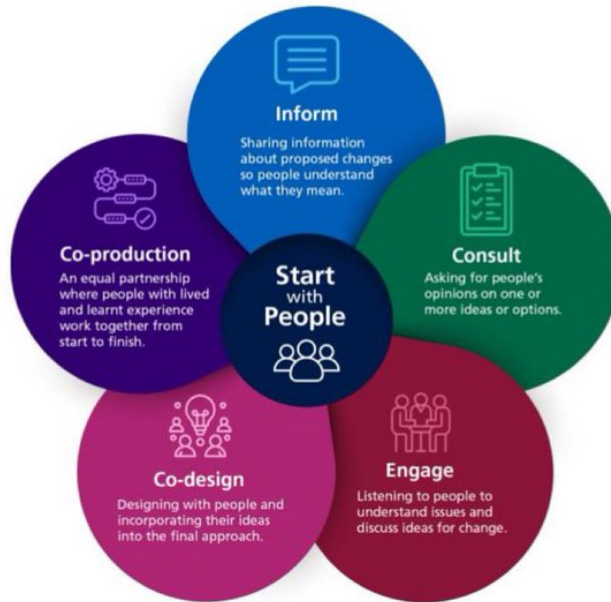 Inform
Sharing information
about proposed changes
so people understand
what they mean.
Consult
Asking for people's
opinions on one or
more ideas or options.
Engage
Listening to people to
understand issues and
discuss ideas for change.
Co-design
Designing with people and
incorporating their ideas
into the final approach.
Co-production
An equal partnership
where people with lived
and learnt experience
work together from
start to finish.
Start
with
People